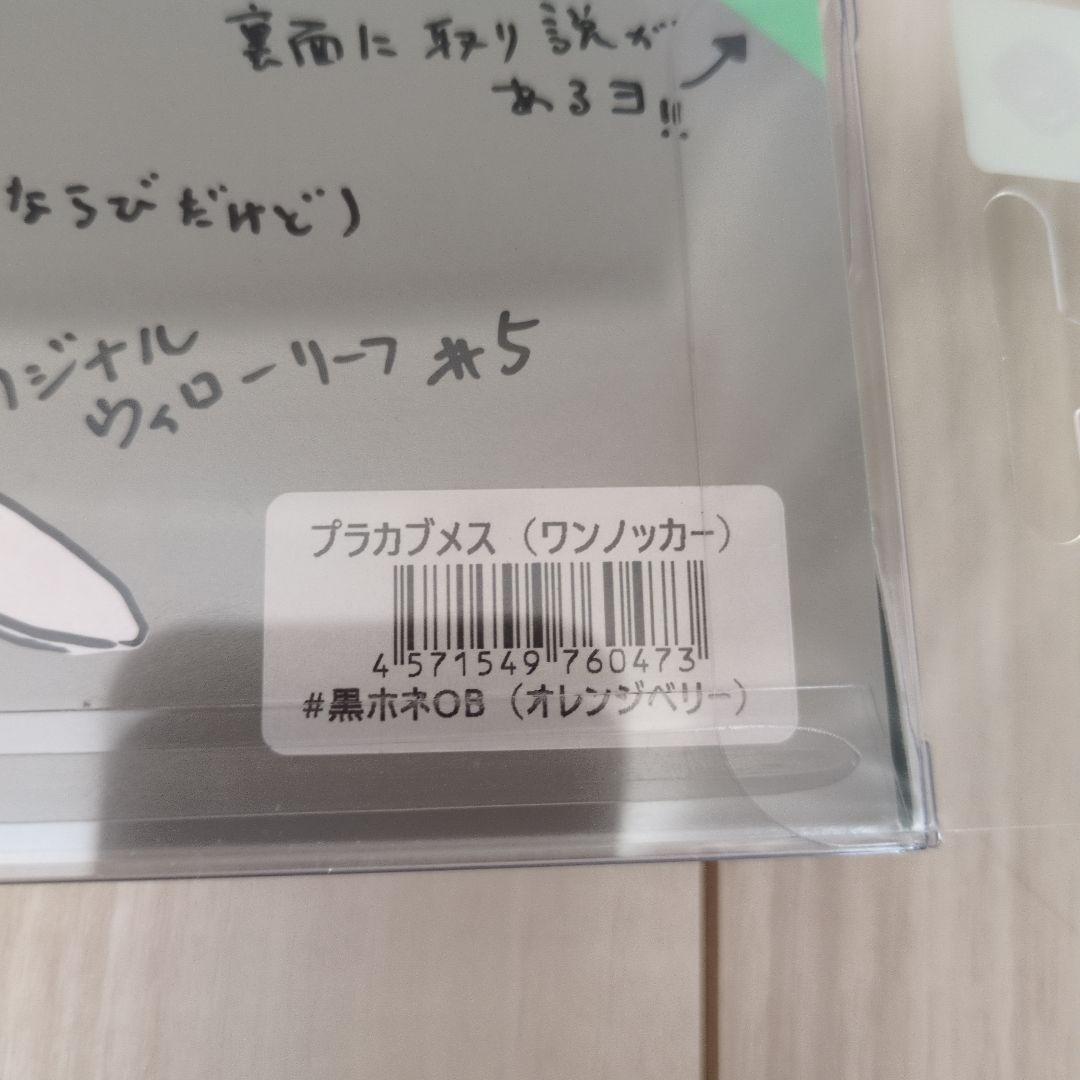 裏面に取り説が
あるヨ!!!
ならびだけど)
リジナル
ウィローリーフ #5
プラカブメス（ワンノッカー）
4 571549 760473
#黒ホネOB（オレンジベリー）